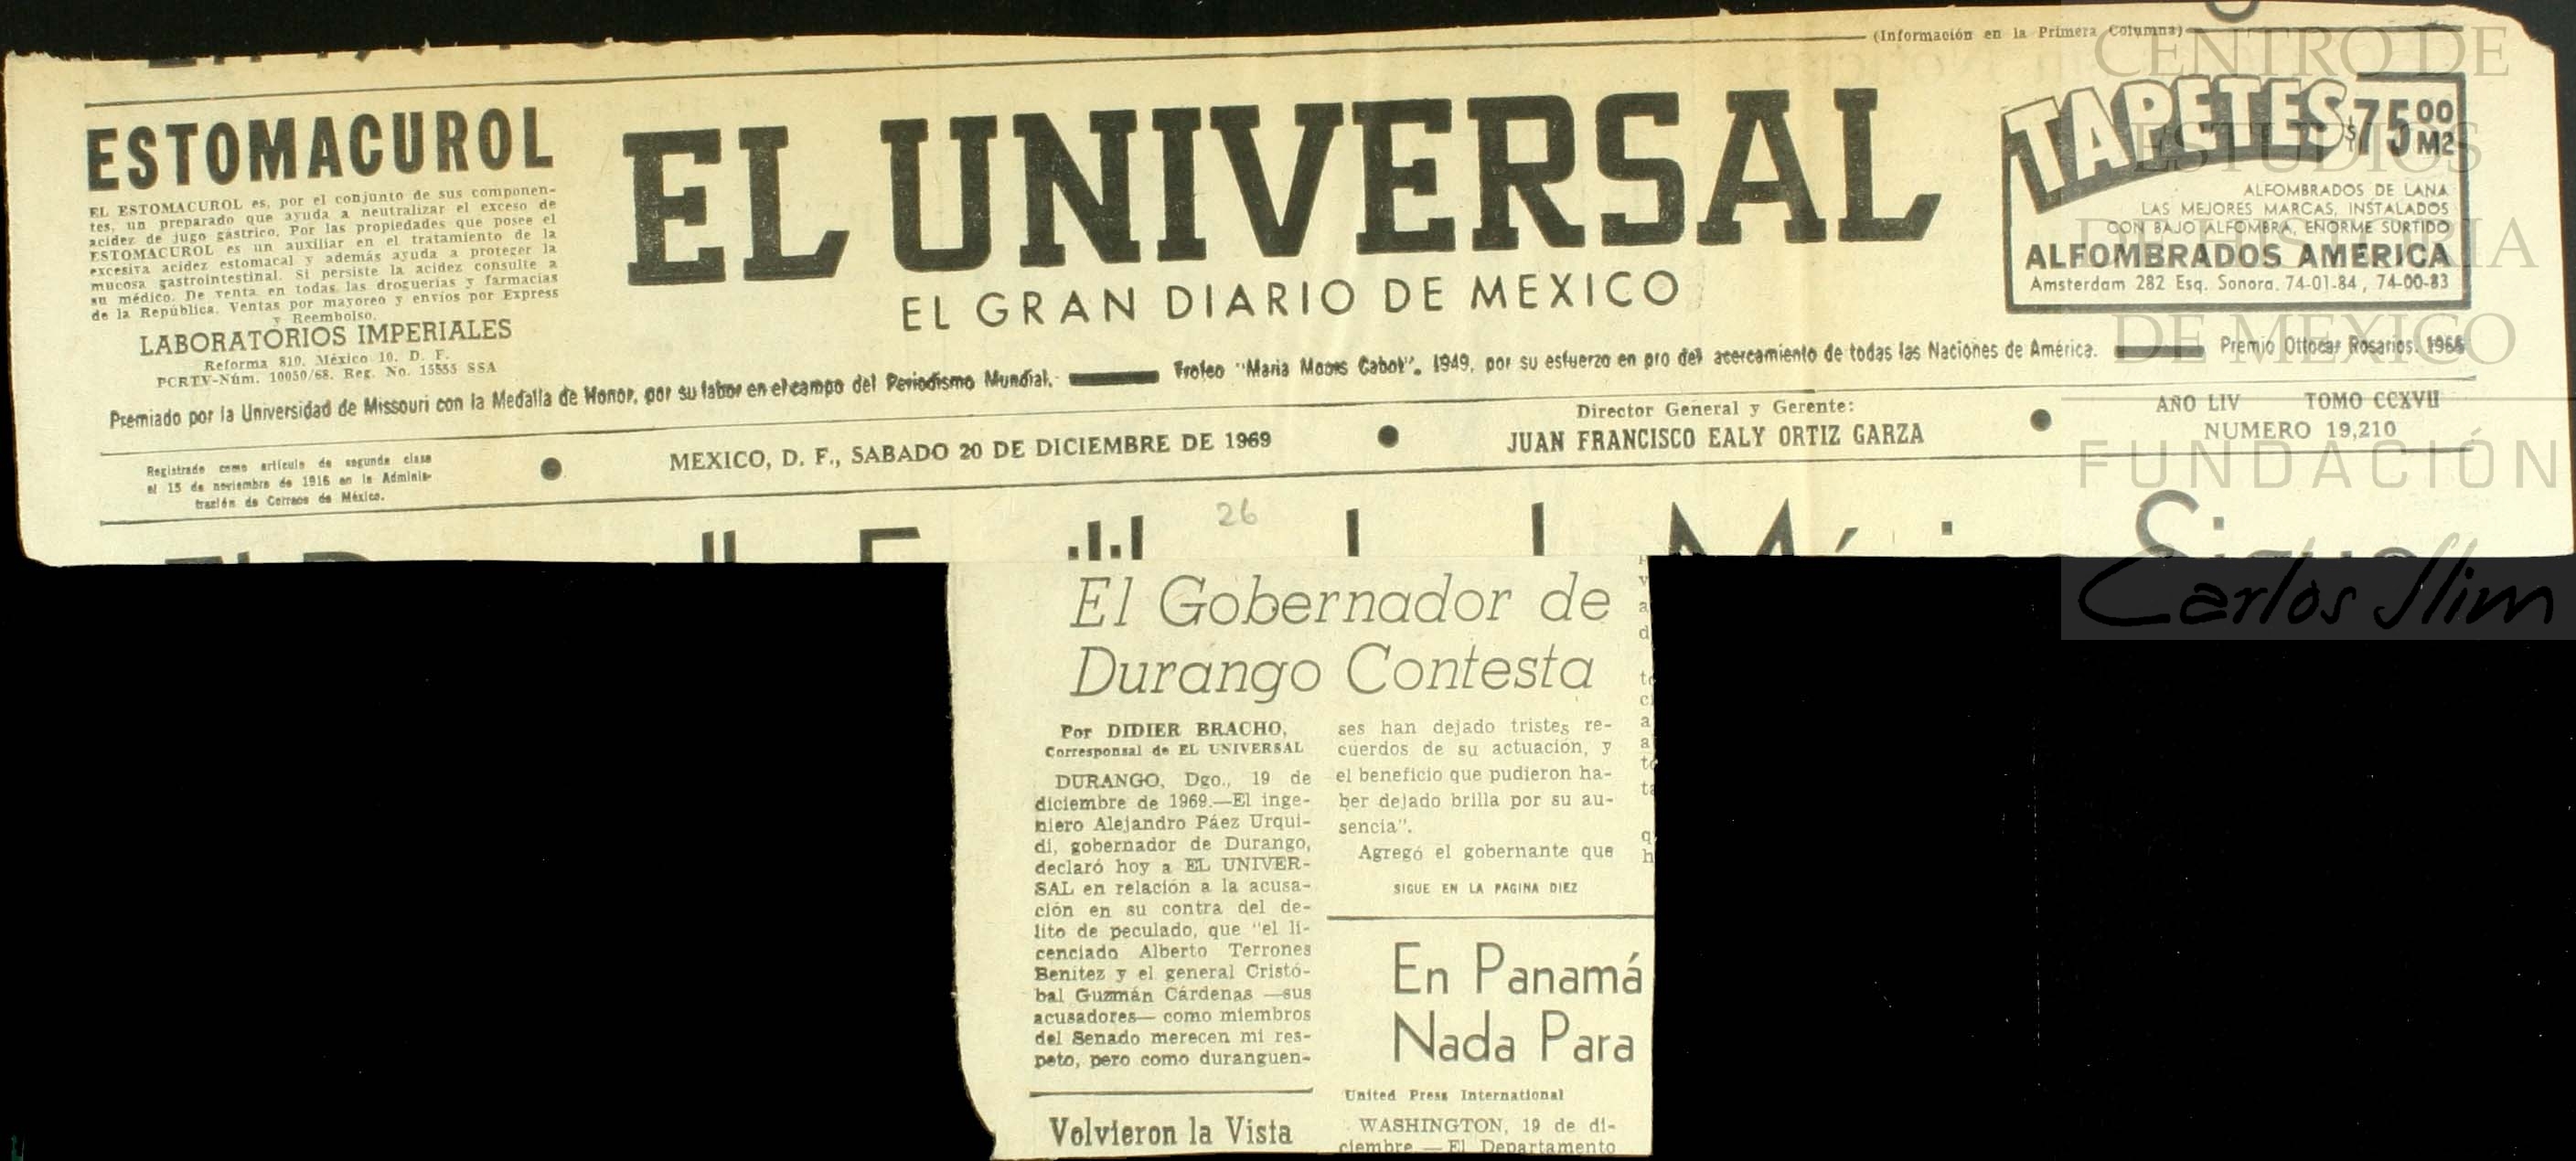 (Información en la Primera Columna)
ESTOMACUROL
EL ESTOMACUROL es, por el conjunto de sus componen-
tes, un preparado que ayuda a neutralizar el exceso de
acidez de jugo gástrico. Por las propiedades que posee el
ESTOMACUROL es un auxiliar en el tratamiento de la
excesiva acidez estomacal y además ayuda a proteger la
mucosa gastrointestinal. Si persiste la acidez consulte a
su médico. De venta en todas las droguerías y farmacias
de la República. Ventas por mayoreo y envíos por Express
y Reembolso.
LABORATORIOS IMPERIALES
Reforma 810, México 10, D. F.
PCRTV-Núm. 10050/68. Reg. No. 15555 SSA
EL UNIVERSAL
EL GRAN DIARIO DE MEXICO
TAPETES $75.00 M2
ALFOMBRADOS DE LANA
LAS MEJORES MARCAS, INSTALADOS
CON BAJO ALFOMBRA, ENORME SURTIDO
ALFOMBRADOS AMERICA
Amsterdam 282 Esq. Sonora. 74-01-84, 74-00-83
Premiado por la Universidad de Missouri con la Medalla de Honor, por su labor en el campo del Periodismo Mundial. Trofeo "Maria Moors Cabot", 1949, por su esfuerzo en pro del acercamiento de todas las Naciones de América. Premio Ottocar Rosarios.
Registrado como artículo de segunda clase
el 15 de noviembre de 1916 en la Adminis-
tración de Correos de México.
MEXICO, D. F., SABADO 20 DE DICIEMBRE DE 1969
Director General y Gerente:
JUAN FRANCISCO EALY ORTIZ GARZA
AÑO LIV TOMO CCXVII
NUMERO 19,210
26
El Gobernador de
Durango Contesta
Por DIDIER BRACHO,
Corresponsal de EL UNIVERSAL
DURANGO, Dgo., 19 de
diciembre de 1969.—El inge-
niero Alejandro Páez Urqui-
di, gobernador de Durango,
declaró hoy a EL UNIVER-
SAL en relación a la acusa-
ción en su contra del de-
lito de peculado, que "el li-
cenciado Alberto Terrones
Benítez y el general Cristó-
bal Guzmán Cárdenas —sus
acusadores— como miembros
del Senado merecen mi res-
peto, pero como duranguen-
ses han dejado tristes re-
cuerdos de su actuación, y
el beneficio que pudieron ha-
ber dejado brilla por su au-
sencia".
Agregó el gobernante que
SIGUE EN LA PAGINA DIEZ
Volvieron la Vista
En Panamá
Nada Para
United Press International
WASHINGTON, 19 de di-
ciembre — El Departamento
CENTRO DE
ESTUDIOS
DE HISTORIA
DE MEXICO
FUNDACIÓN
Carlos Slim